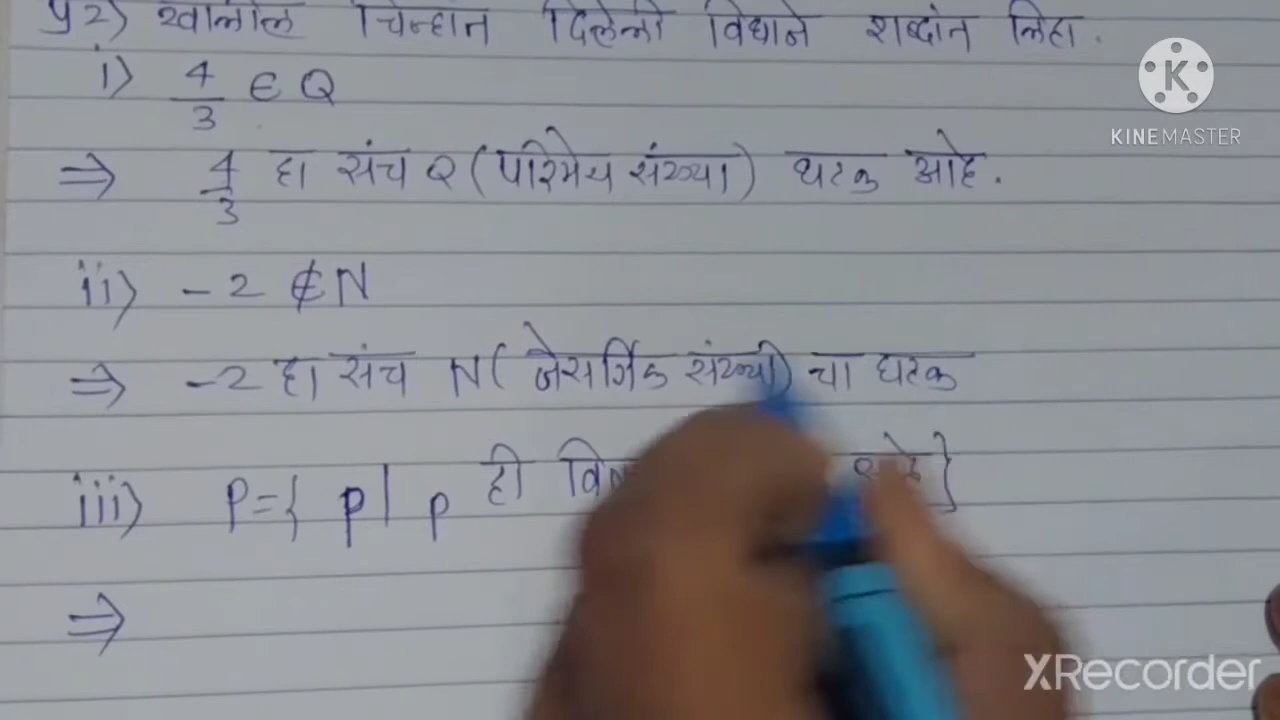 प्र2) खालील चिन्हात दिलेली विधाने शब्दांत लिहा.
i) 4/3 ∈ Q
⇒ 4/3 हा संच Q (परिमेय संख्या) घटक आहे.
ii) -2 ∉ N
⇒ -2 हा संच N (नैसर्गिक संख्या) चा घटक
iii) P = { p | p ही
}
⇒
K
KINEMASTER
XRecorder